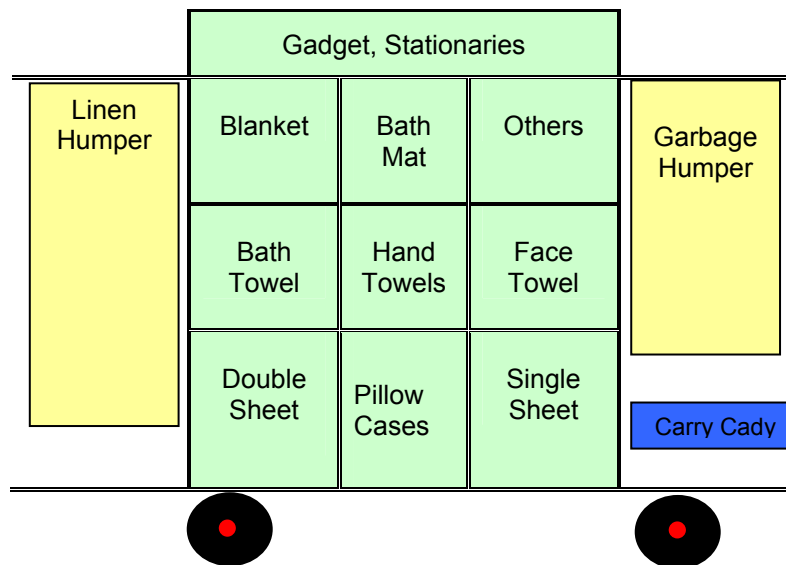 Gadget, Stationaries
Linen
Humper
Blanket
Bath
Mat
Others
Garbage
Humper
Bath
Towel
Hand
Towels
Face
Towel
Double
Sheet
Pillow
Cases
Single
Sheet
Carry Cady